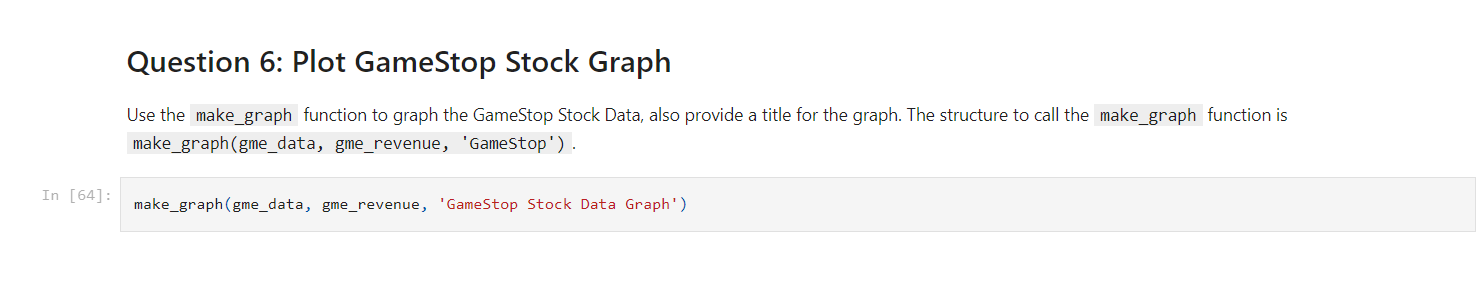 Question 6: Plot GameStop Stock Graph
Use the make_graph function to graph the GameStop Stock Data, also provide a title for the graph. The structure to call the make_graph function is
make_graph(gme_data, gme_revenue, 'GameStop').
In [64]:
make_graph(gme_data, gme_revenue, 'GameStop Stock Data Graph')